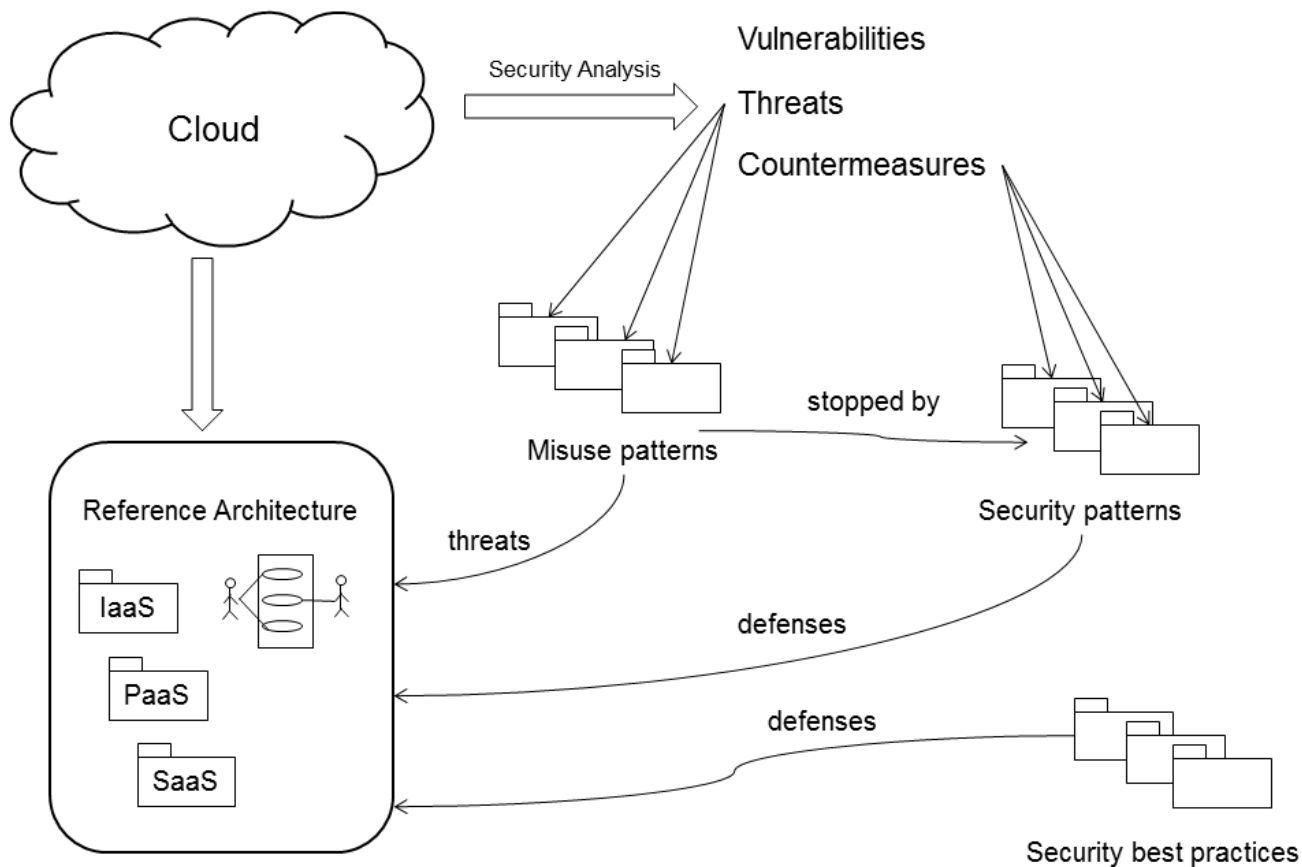 Vulnerabilities
Security Analysis
Threats
Cloud
Countermeasures
stopped by
Misuse patterns
Reference Architecture
Security patterns
threats
IaaS
defenses
PaaS
defenses
SaaS
Security best practices